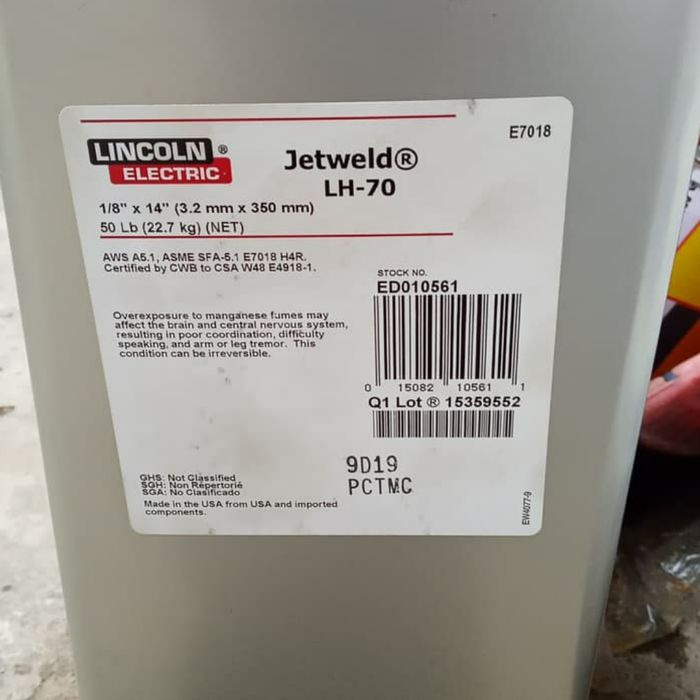 E7018
LINCOLN ®
ELECTRIC
Jetweld®
LH-70
1/8" x 14" (3.2 mm x 350 mm)
50 Lb (22.7 kg) (NET)
AWS A5.1, ASME SFA-5.1 E7018 H4R.
Certified by CWB to CSA W48 E4918-1.
STOCK NO.
ED010561
Overexposure to manganese fumes may
affect the brain and central nervous system,
resulting in poor coordination, difficulty
speaking, and arm or leg tremor. This
condition can be irreversible.
0 15082 10561 1
Q1 Lot ® 15359552
9D19
PCTMC
GHS: Not Classified
SGH: Non Répertorié
SGA: No Clasificado
Made in the USA from USA and imported
components.
EW4077-9